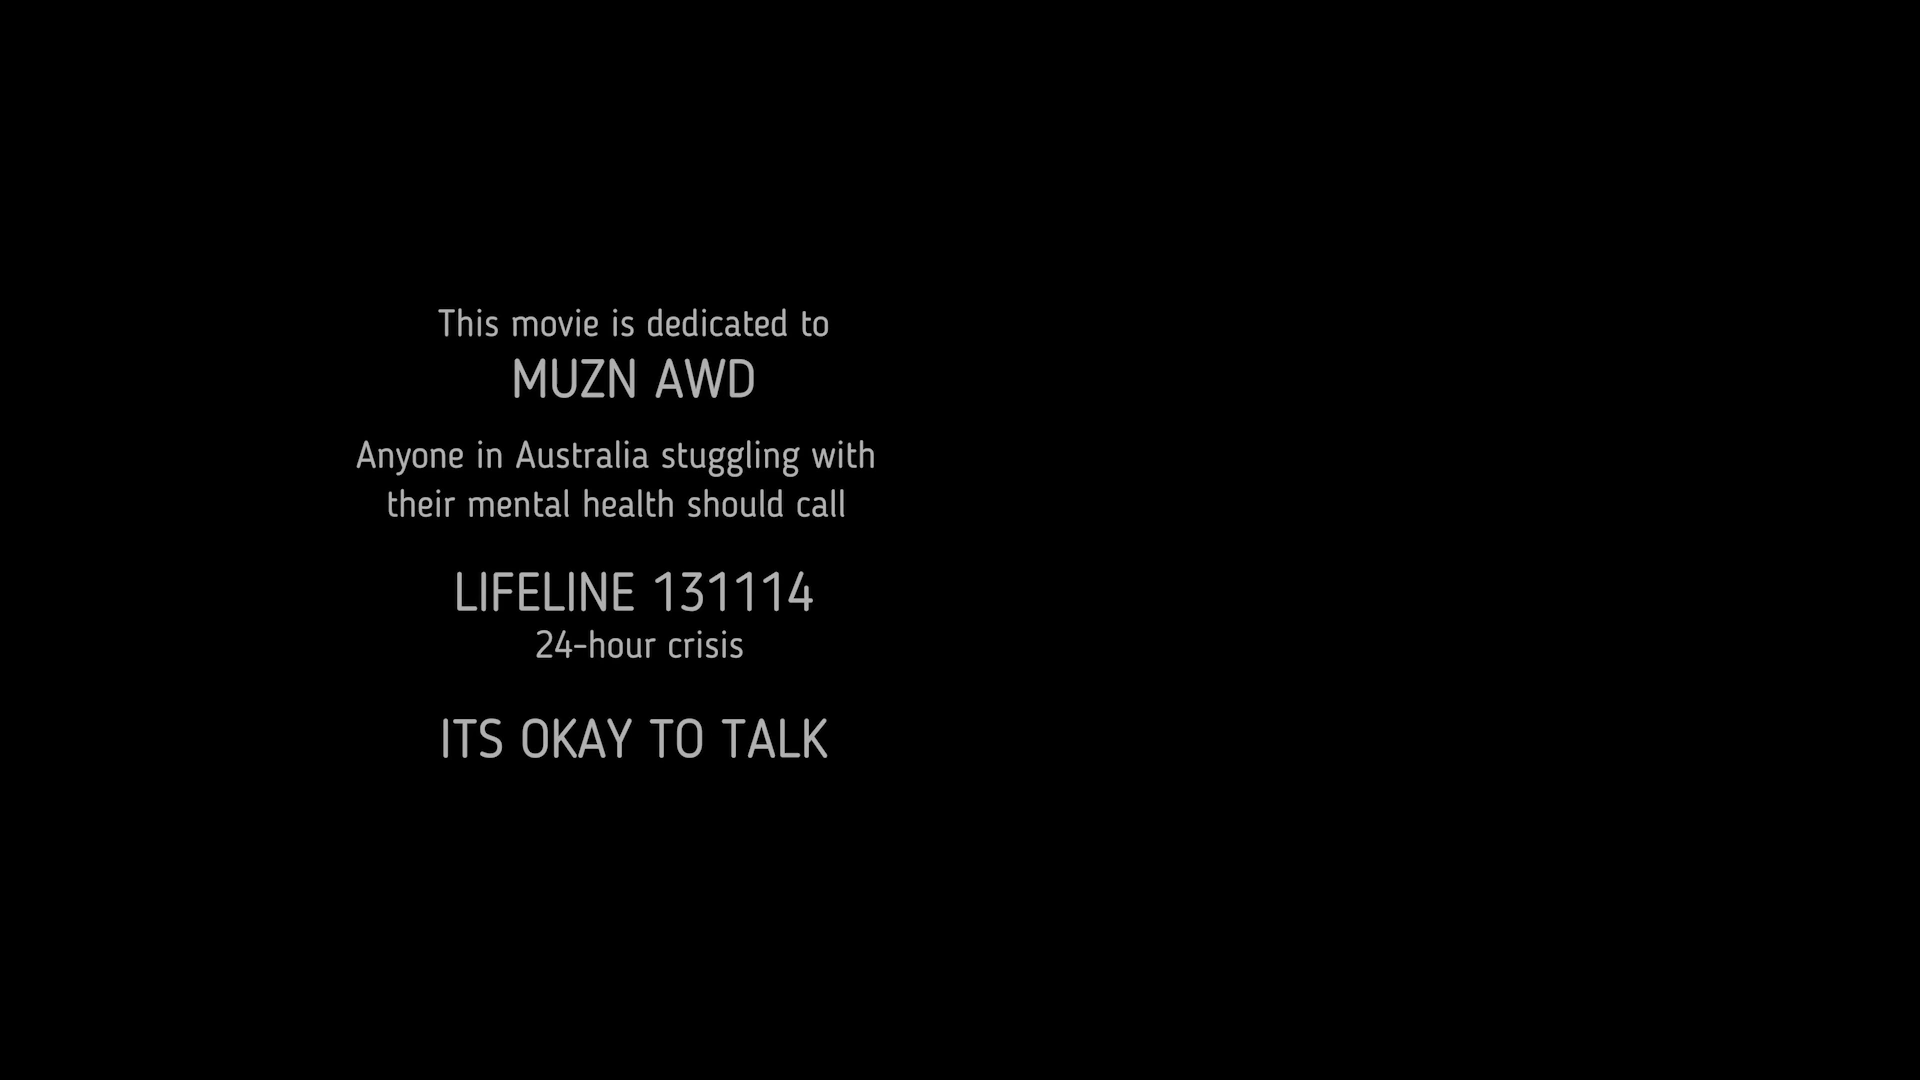 This movie is dedicated to
MUZN AWD
Anyone in Australia stuggling with
their mental health should call
LIFELINE 131114
24-hour crisis
ITS OKAY TO TALK